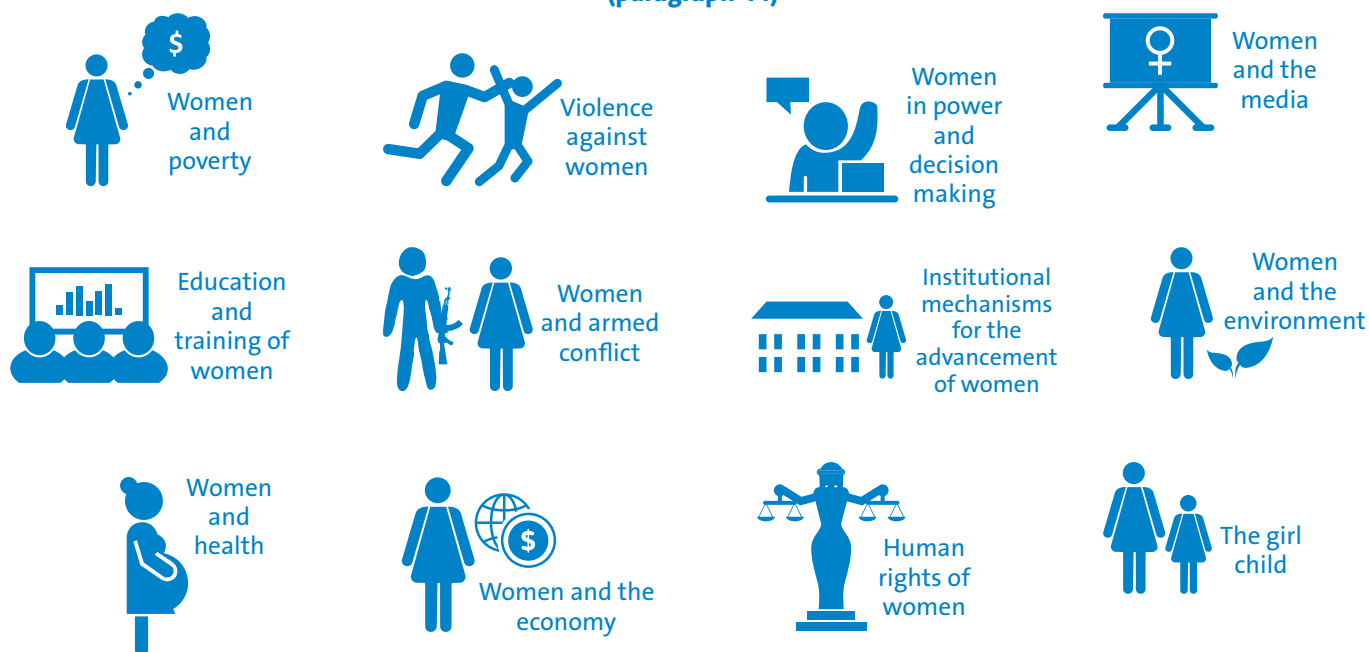 (paragraph 44)
$
Women
and
poverty
Education
and
training of
women
Women
and
health
Violence
against
women
Women
and armed
conflict
$
Women and the
economy
Women
in power
and
decision
making
Institutional
mechanisms
for the
advancement
of women
Human
rights of
women
Women
and the
media
Women
and the
environment
The girl
child